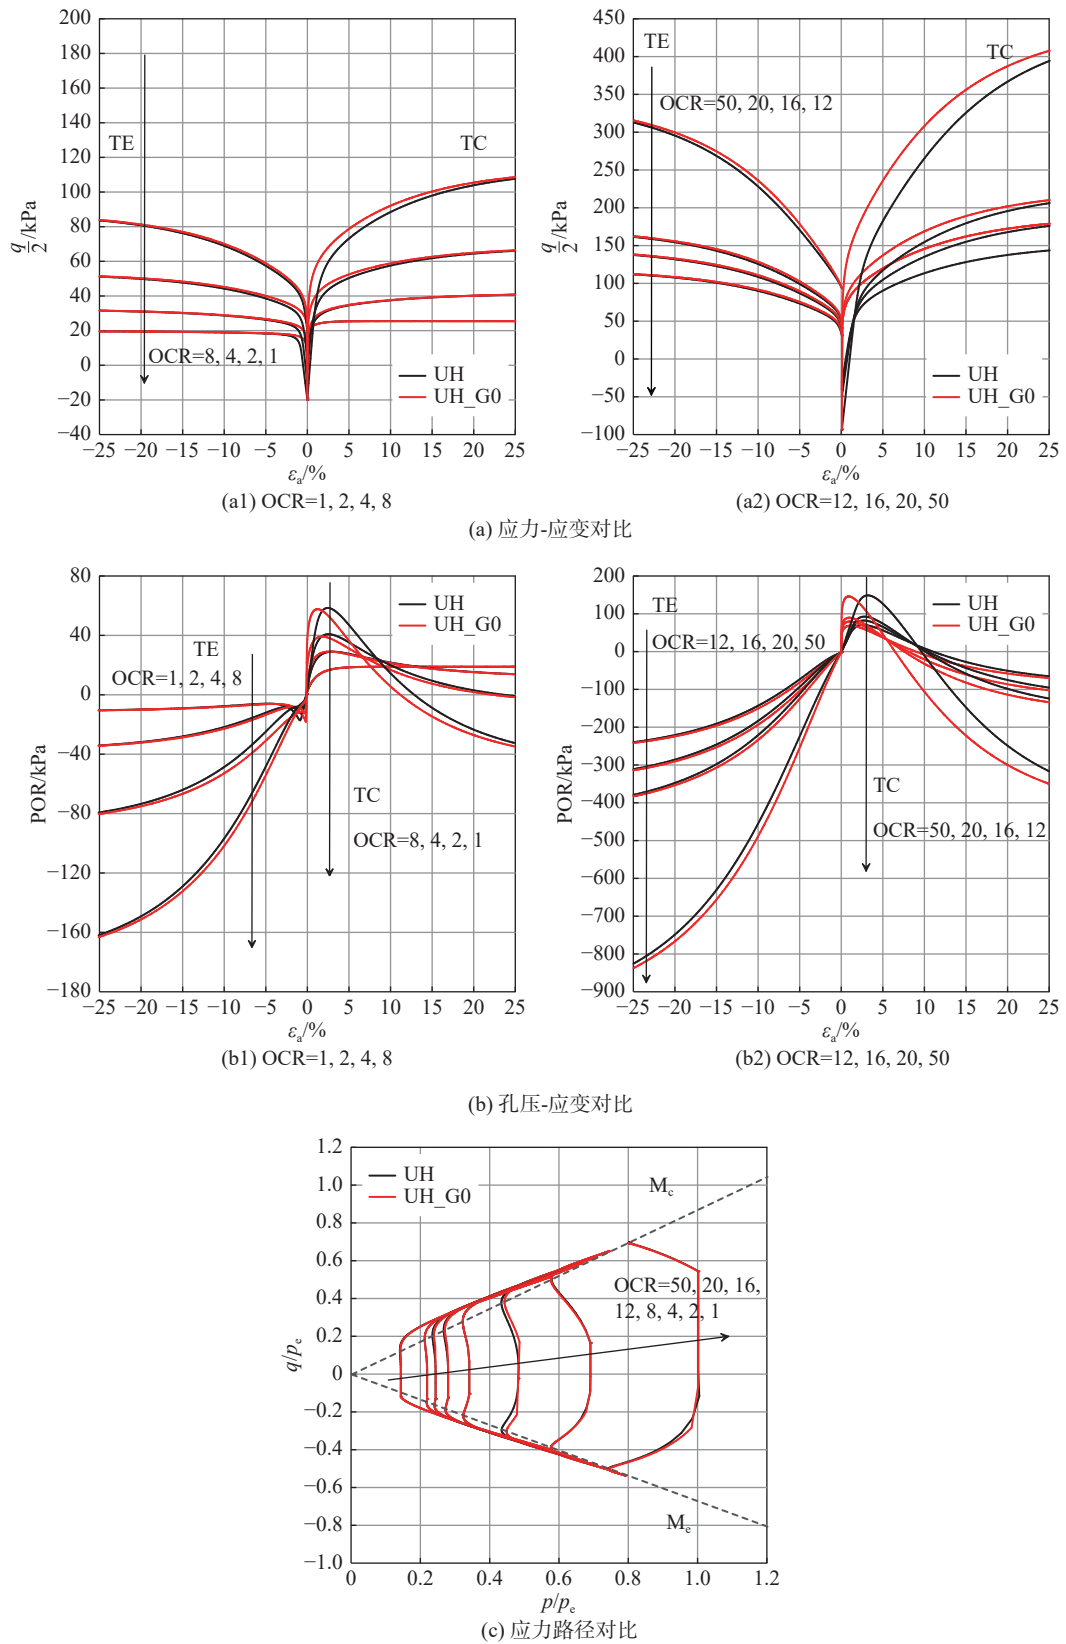 200
180
160
140
120
100
80
60
40
20
0
−20
−40
q/2/kPa
TE
TC
OCR=8, 4, 2, 1
UH
UH_G0
−25 −20 −15 −10 −5 0 5 10 15 20 25
εa/%
(a1) OCR=1, 2, 4, 8
450
400
350
300
250
200
150
100
50
0
−50
−100
q/2/kPa
TE
TC
OCR=50, 20, 16, 12
UH
UH_G0
−25 −20 −15 −10 −5 0 5 10 15 20 25
εa/%
(a2) OCR=12, 16, 20, 50
(a) 应力-应变对比
80
40
0
−40
−80
−120
−160
−180
POR/kPa
UH
UH_G0
TE
OCR=1, 2, 4, 8
TC
OCR=8, 4, 2, 1
−25 −20 −15 −10 −5 0 5 10 15 20 25
εa/%
(b1) OCR=1, 2, 4, 8
200
100
0
−100
−200
−300
−400
−500
−600
−700
−800
−900
POR/kPa
TE
UH
UH_G0
OCR=12, 16, 20, 50
TC
OCR=50, 20, 16, 12
−25 −20 −15 −10 −5 0 5 10 15 20 25
εa/%
(b2) OCR=12, 16, 20, 50
(b) 孔压-应变对比
1.2
1.0
0.8
0.6
0.4
0.2
0
−0.2
−0.4
−0.6
−0.8
−1.0
q/pe
UH
UH_G0
Mc
OCR=50, 20, 16,
12, 8, 4, 2, 1
Me
0 0.2 0.4 0.6 0.8 1.0 1.2
p/pe
(c) 应力路径对比